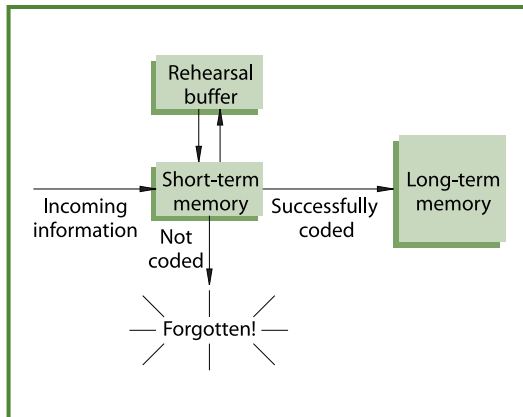 Rehearsal
buffer
Short-term
memory
Incoming
information
Successfully
coded
Long-term
memory
Not
coded
Forgotten!